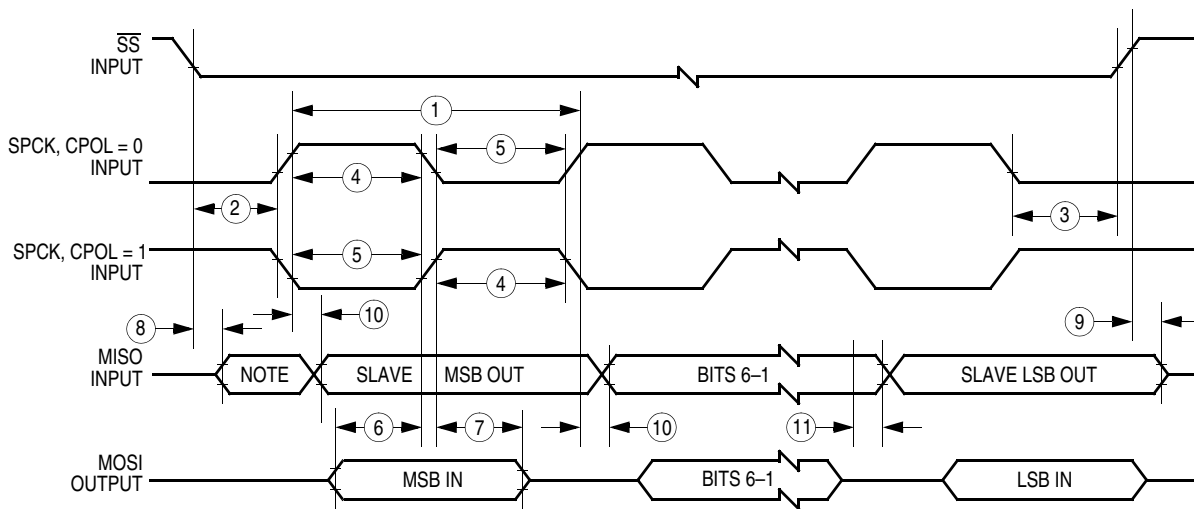 SS
INPUT
1
SPCK, CPOL = 0
INPUT
5
4
2
3
SPCK, CPOL = 1
INPUT
5
4
10
8
9
MISO
INPUT
NOTE
SLAVE
MSB OUT
BITS 6–1
SLAVE LSB OUT
6
7
10
11
MOSI
OUTPUT
MSB IN
BITS 6–1
LSB IN